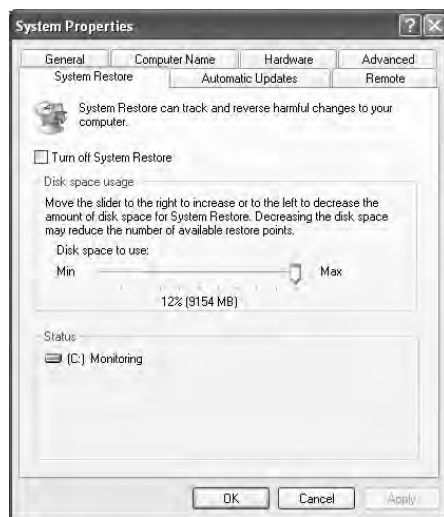 System Properties
General Computer Name Hardware Advanced
System Restore Automatic Updates Remote
System Restore can track and reverse harmful changes to your
computer.
Turn off System Restore
Disk space usage
Move the slider to the right to increase or to the left to decrease the
amount of disk space for System Restore. Decreasing the disk space
may reduce the number of available restore points.
Disk space to use:
Min Max
12% (9154 MB)
Status
(C:) Monitoring
OK Cancel Apply